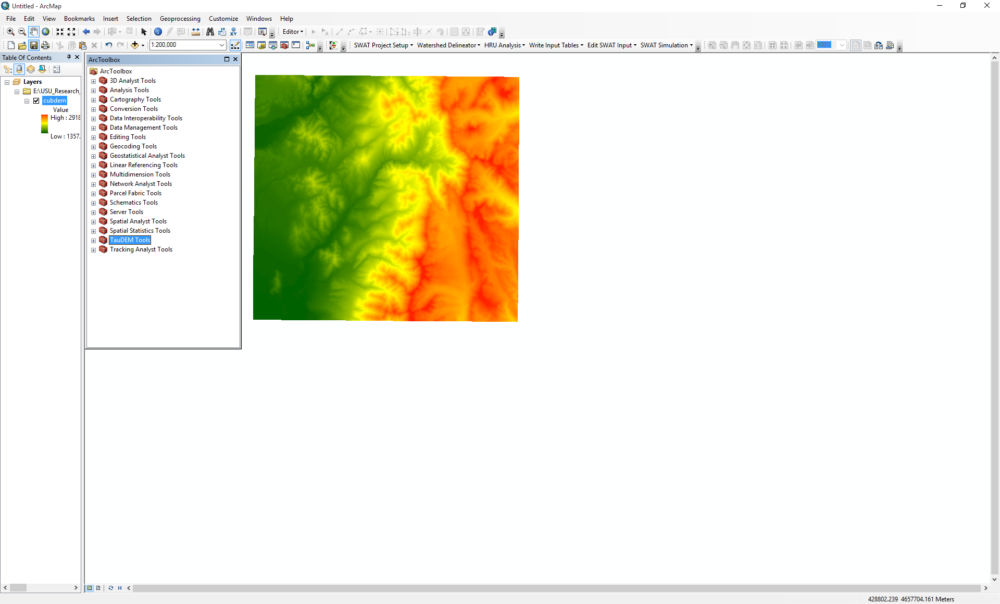 Untitled - ArcMap
File Edit View Bookmarks Insert Selection Geoprocessing Customize Windows Help
Editor
1:200,000 SWAT Project Setup Watershed Delineator HRU Analysis Write Input Tables Edit SWAT Input SWAT Simulation 100%
Table Of Contents
Layers
E:\USU_Research_
cubdem
Value
High : 2918
Low : 1357.
ArcToolbox
ArcToolbox
3D Analyst Tools
Analysis Tools
Cartography Tools
Conversion Tools
Data Interoperability Tools
Data Management Tools
Editing Tools
Geocoding Tools
Geostatistical Analyst Tools
Linear Referencing Tools
Multidimension Tools
Network Analyst Tools
Parcel Fabric Tools
Schematics Tools
Server Tools
Spatial Analyst Tools
Spatial Statistics Tools
TauDEM Tools
Tracking Analyst Tools
428802.239 4657704.161 Meters